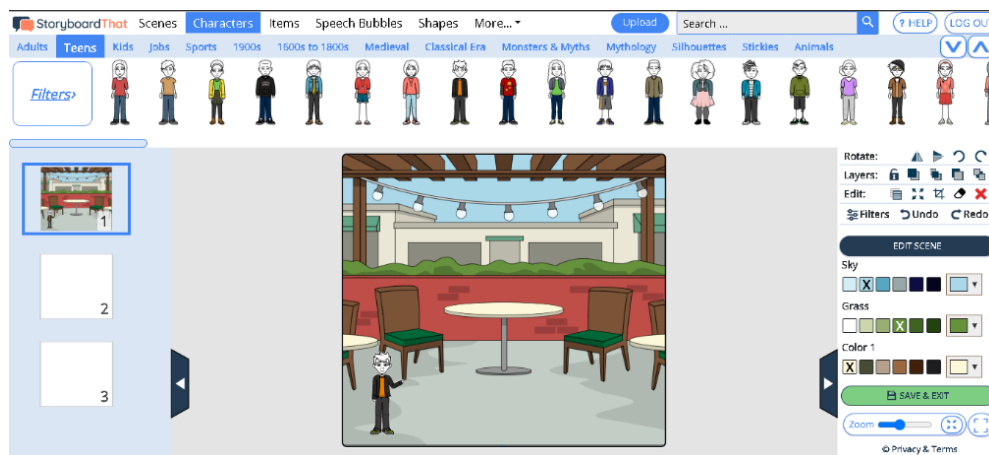 StoryboardThat Scenes Characters Items Speech Bubbles Shapes More... Upload Search ... ? HELP LOG OU
Adults Teens Kids Jobs Sports 1900s 1600s to 1800s Medieval Classical Era Monsters & Myths Mythology Silhouettes Stickies Animals
Filters
Rotate:
Layers:
Edit:
Filters Undo Redo
EDIT SCENE
Sky
X
Grass
X
Color 1
X
SAVE & EXIT
Zoom
© Privacy & Terms
1
2
3